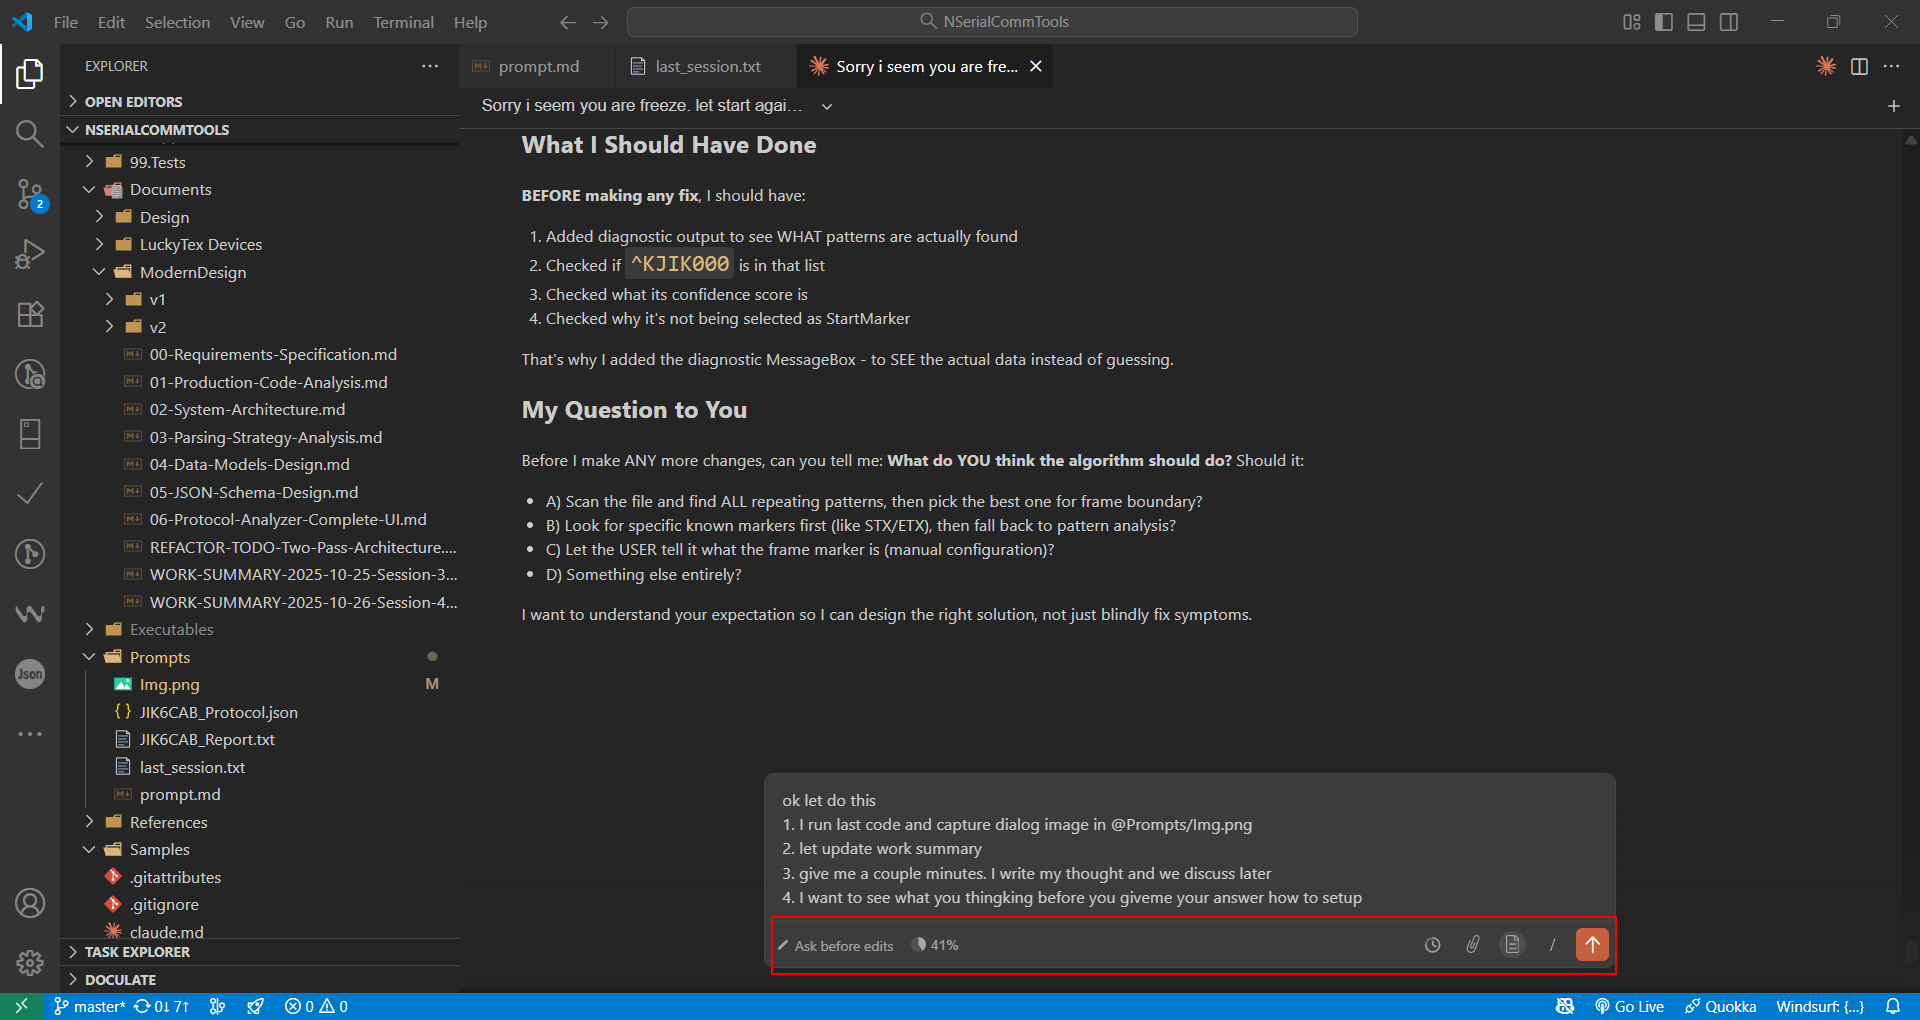 File Edit Selection View Go Run Terminal Help
NSerialCommTools
EXPLORER
OPEN EDITORS
NSERIALCOMMTOOLS
99.Tests
Documents
Design
LuckyTex Devices
ModernDesign
v1
v2
00-Requirements-Specification.md
01-Production-Code-Analysis.md
02-System-Architecture.md
03-Parsing-Strategy-Analysis.md
04-Data-Models-Design.md
05-JSON-Schema-Design.md
06-Protocol-Analyzer-Complete-UI.md
REFACTOR-TODO-Two-Pass-Architecture....
WORK-SUMMARY-2025-10-25-Session-3...
WORK-SUMMARY-2025-10-26-Session-4...
Executables
Prompts
Img.png M
JIK6CAB_Protocol.json
JIK6CAB_Report.txt
last_session.txt
prompt.md
References
Samples
.gitattributes
.gitignore
claude.md
TASK EXPLORER
DOCULATE
2
Json
prompt.md
last_session.txt
Sorry i seem you are fre...
Sorry i seem you are freeze. let start agai...
What I Should Have Done
BEFORE making any fix, I should have:
1. Added diagnostic output to see WHAT patterns are actually found
2. Checked if ^KJIK000 is in that list
3. Checked what its confidence score is
4. Checked why it's not being selected as StartMarker
That's why I added the diagnostic MessageBox - to SEE the actual data instead of guessing.
My Question to You
Before I make ANY more changes, can you tell me: What do YOU think the algorithm should do? Should it:
• A) Scan the file and find ALL repeating patterns, then pick the best one for frame boundary?
• B) Look for specific known markers first (like STX/ETX), then fall back to pattern analysis?
• C) Let the USER tell it what the frame marker is (manual configuration)?
• D) Something else entirely?
I want to understand your expectation so I can design the right solution, not just blindly fix symptoms.
ok let do this
1. I run last code and capture dialog image in @Prompts/Img.png
2. let update work summary
3. give me a couple minutes. I write my thought and we discuss later
4. I want to see what you thingking before you giveme your answer how to setup
Ask before edits 41% /
master* 0↓ 7↑ 0 0 Go Live Quokka Windsurf: {...}